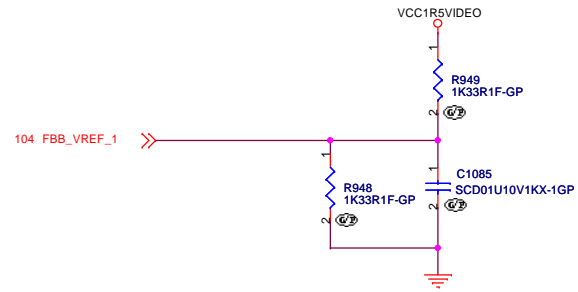 VCC1R5VIDEO
1
R949
1K33R1F-GP
2
G/P
104 FBB_VREF_1
1
R948
1K33R1F-GP
2
G/P
1
C1085
SCD01U10V1KX-1GP
2
G/P